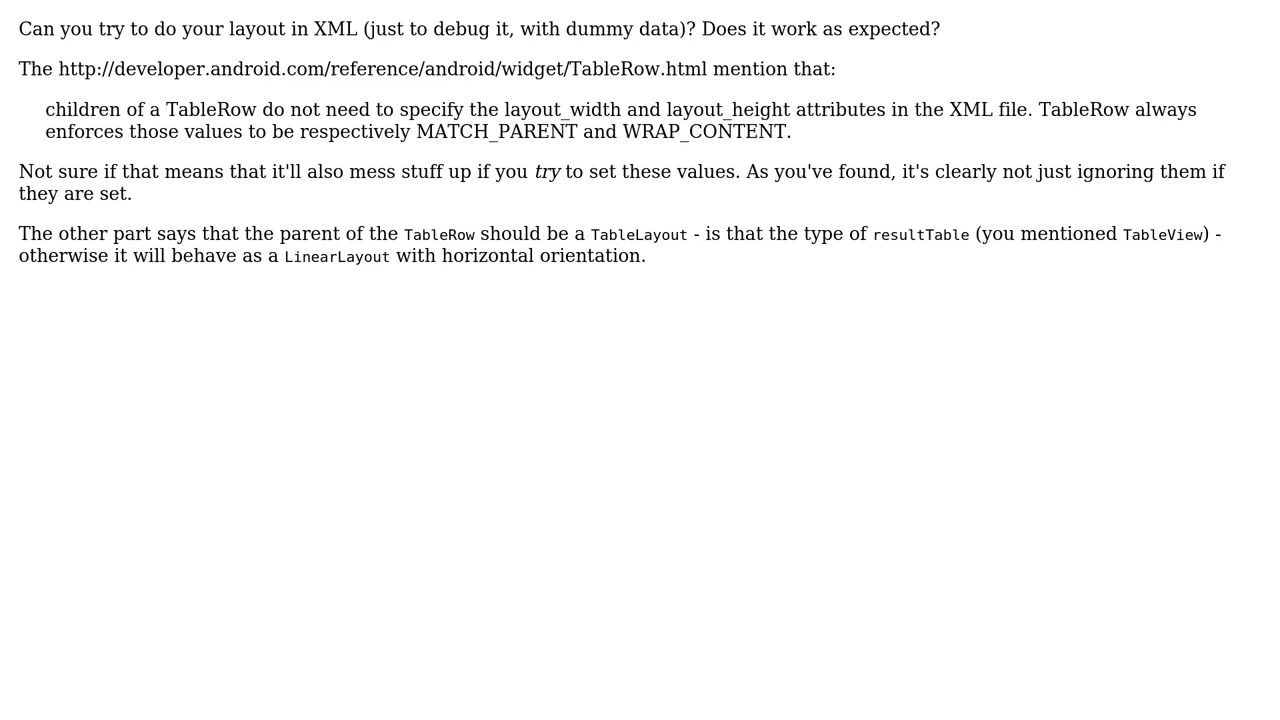 Can you try to do your layout in XML (just to debug it, with dummy data)? Does it work as expected?
The http://developer.android.com/reference/android/widget/TableRow.html mention that:
children of a TableRow do not need to specify the layout_width and layout_height attributes in the XML file. TableRow always
enforces those values to be respectively MATCH_PARENT and WRAP_CONTENT.
Not sure if that means that it'll also mess stuff up if you try to set these values. As you've found, it's clearly not just ignoring them if
they are set.
The other part says that the parent of the TableRow should be a TableLayout - is that the type of resultTable (you mentioned TableView) -
otherwise it will behave as a LinearLayout with horizontal orientation.